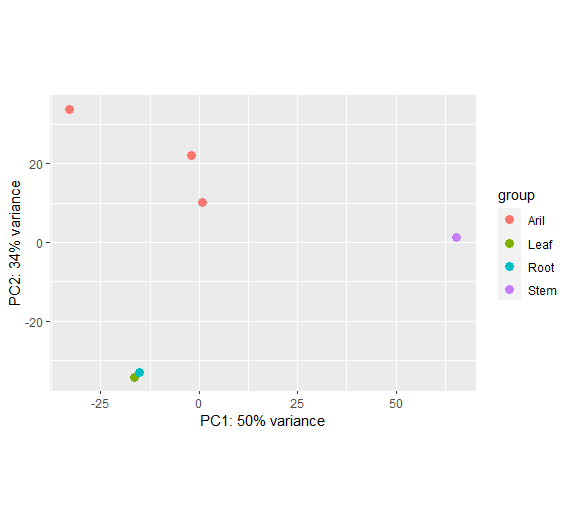 20
0
-20
-25
0
25
50
PC1: 50% variance
PC2: 34% variance
group
Aril
Leaf
Root
Stem